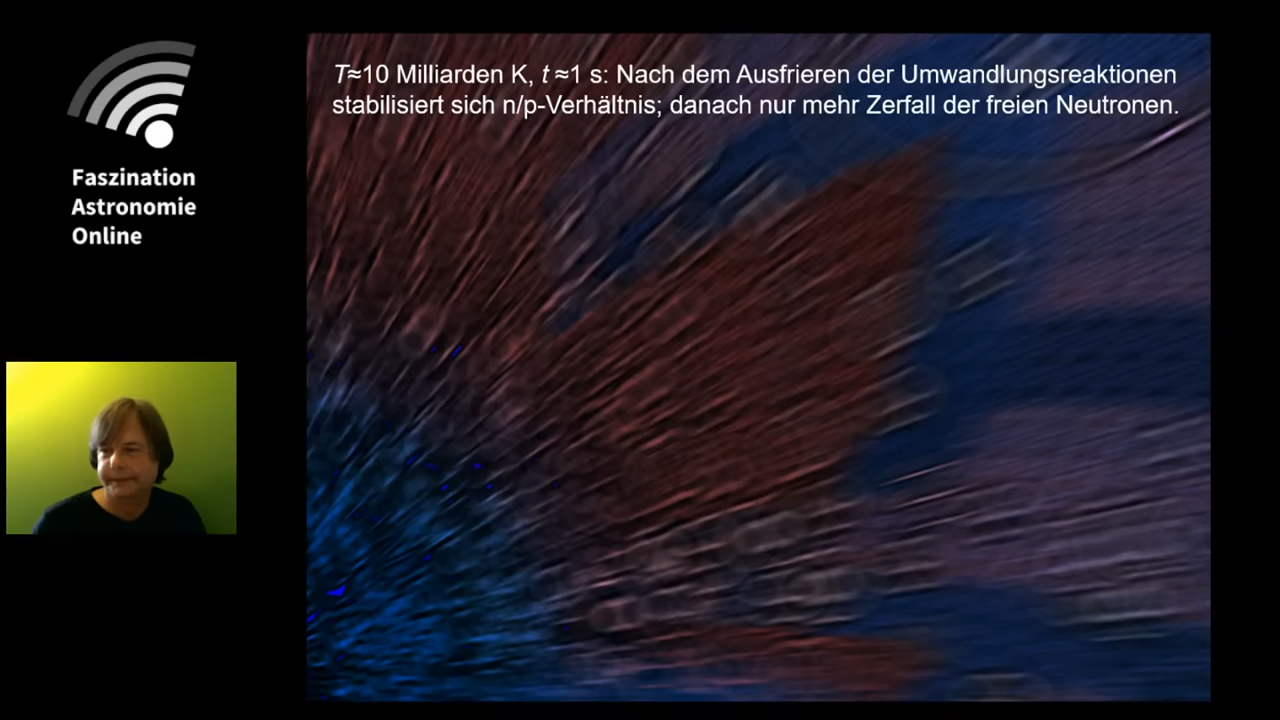 Faszination
Astronomie
Online
T≈10 Milliarden K, t ≈1 s: Nach dem Ausfrieren der Umwandlungsreaktionen
stabilisiert sich n/p-Verhältnis; danach nur mehr Zerfall der freien Neutronen.